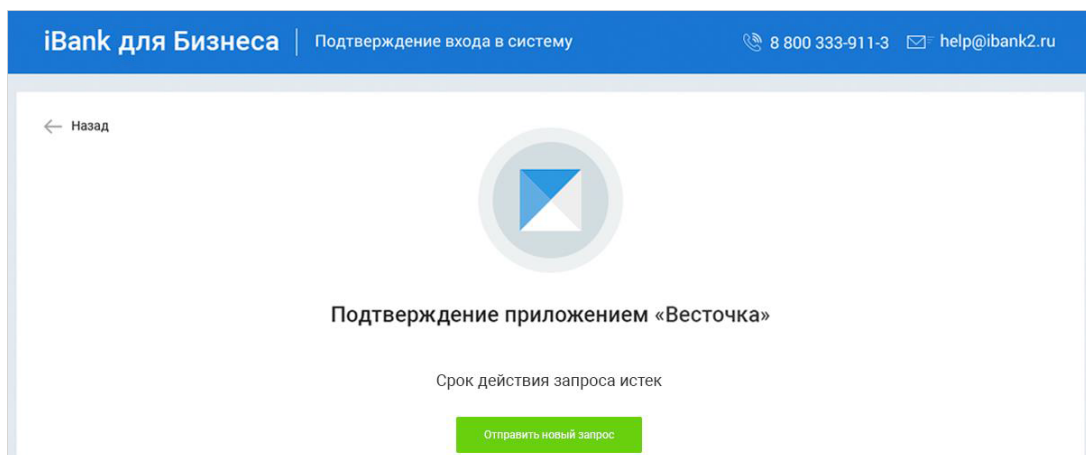 iBank для Бизнеса | Подтверждение входа в систему 8 800 333-911-3 help@ibank2.ru
Назад
Подтверждение приложением «Весточка»
Срок действия запроса истек
Отправить новый запрос